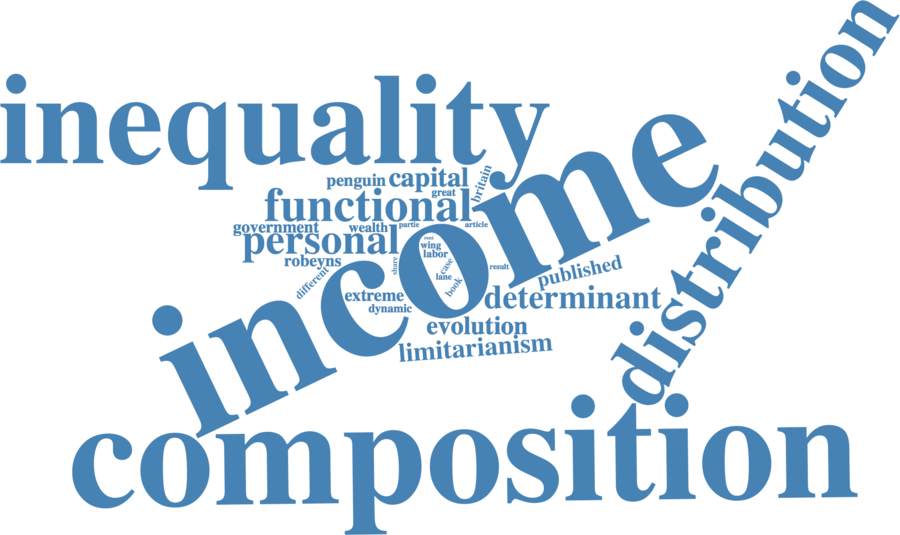 distribution
inequality
income
penguin
capital
britain
great
functional
government
wealth
partie
article
personal
wing
labor
robeyns
share
case
result
lane
book
different
published
extreme
determinant
dynamic
evolution
limitarianism
composition